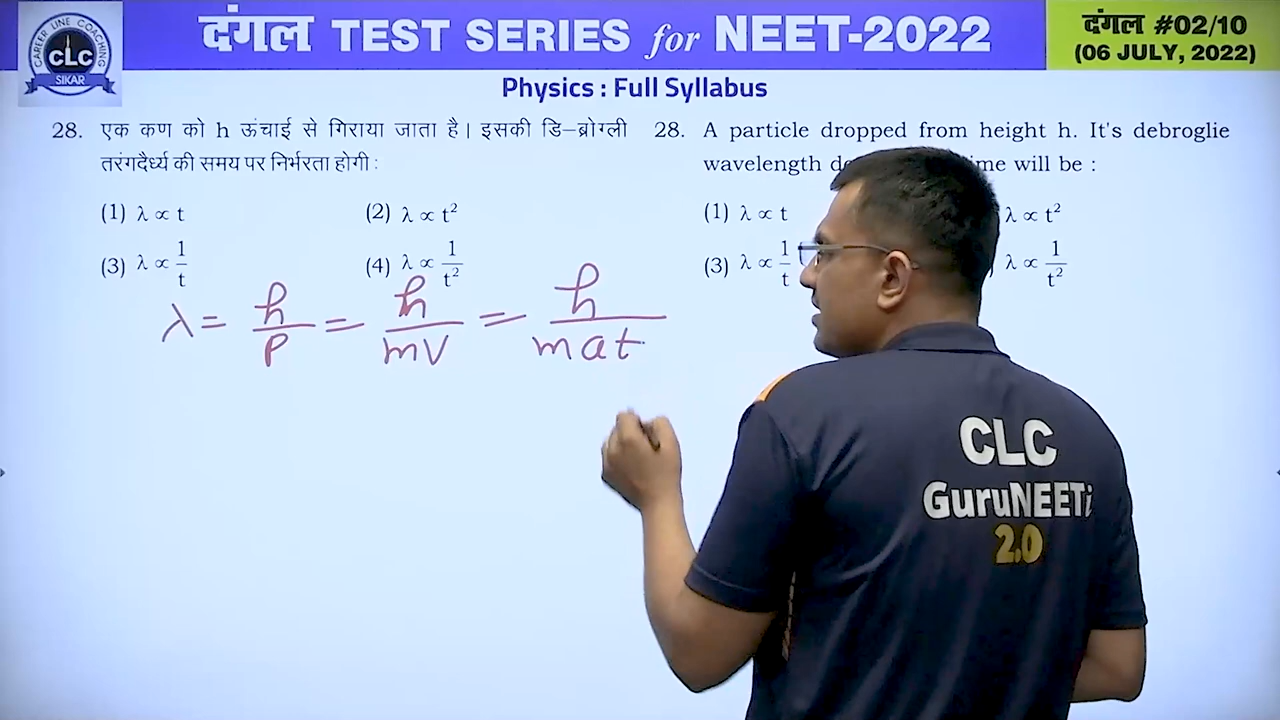 CAREER LINE COACHING
CLC
SIKAR
दंगल TEST SERIES for NEET-2022
दंगल #02/10
(06 JULY, 2022)
Physics : Full Syllabus
28. एक कण को h ऊंचाई से गिराया जाता है। इसकी डि–ब्रोग्ली
तरंगदैर्ध्य की समय पर निर्भरता होगी :
(1) λ ∝ t (2) λ ∝ t²
(3) λ ∝ 1/t (4) λ ∝ 1/t²
28. A particle dropped from height h. It's debroglie
wavelength will be :
(1) λ ∝ t λ ∝ t²
(3) λ ∝ 1/t λ ∝ 1/t²
λ = h/P = h/mv = h/mat
CLC
GuruNEETi
2.0